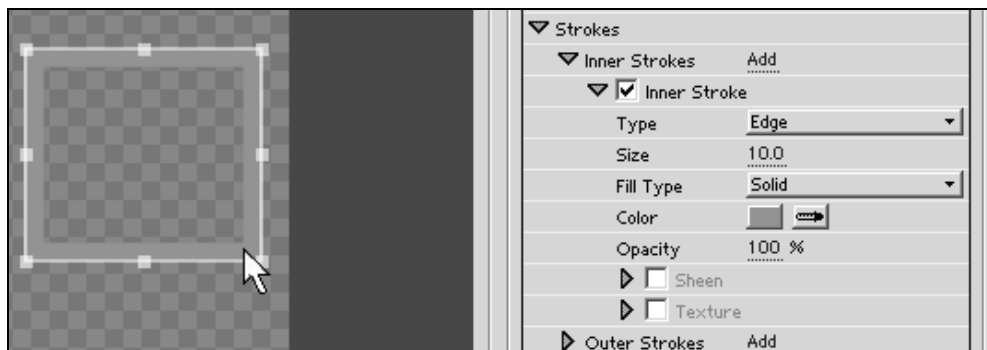 Strokes
Inner Strokes Add
Inner Stroke
Type Edge
Size 10.0
Fill Type Solid
Color
Opacity 100 %
Sheen
Texture
Outer Strokes Add